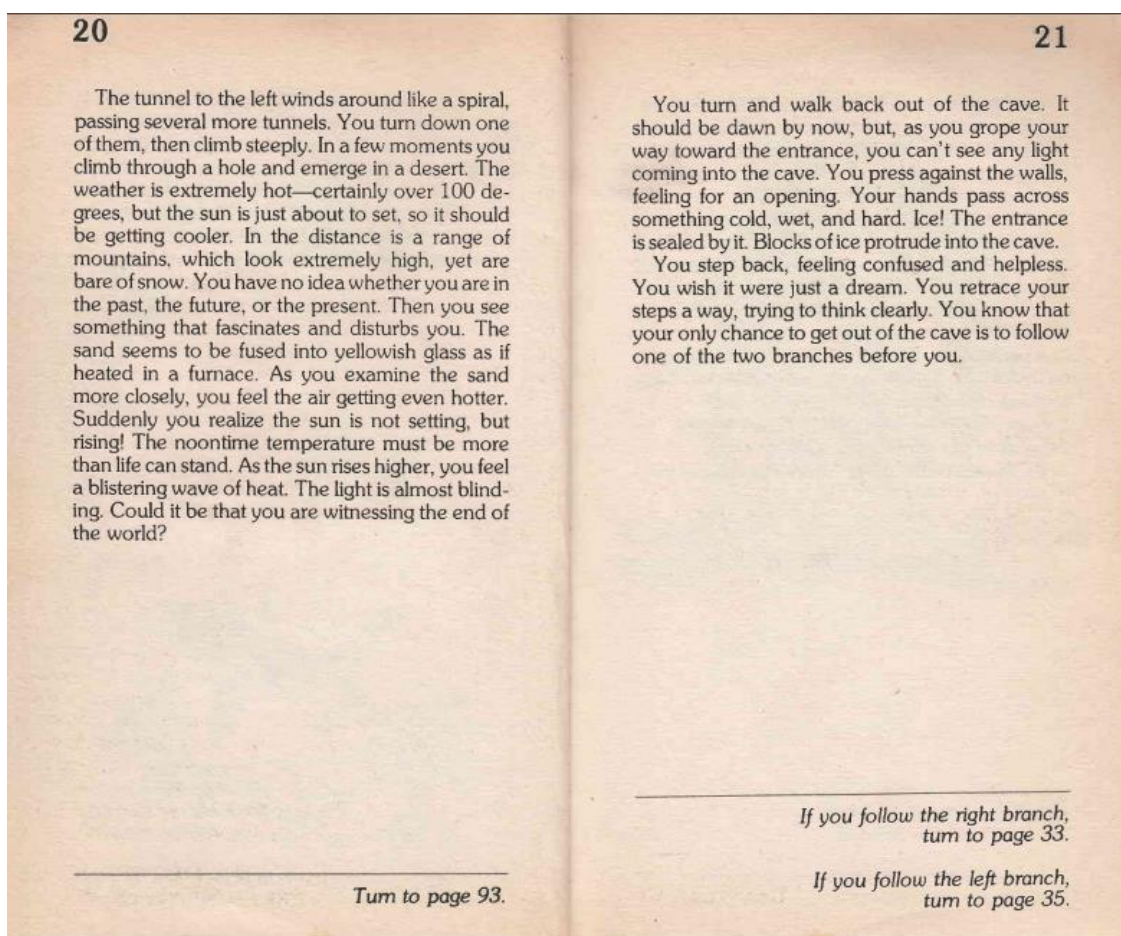 20
The tunnel to the left winds around like a spiral,
passing several more tunnels. You turn down one
of them, then climb steeply. In a few moments you
climb through a hole and emerge in a desert. The
weather is extremely hot—certainly over 100 de-
grees, but the sun is just about to set, so it should
be getting cooler. In the distance is a range of
mountains, which look extremely high, yet are
bare of snow. You have no idea whether you are in
the past, the future, or the present. Then you see
something that fascinates and disturbs you. The
sand seems to be fused into yellowish glass as if
heated in a furnace. As you examine the sand
more closely, you feel the air getting even hotter.
Suddenly you realize the sun is not setting, but
rising! The noontime temperature must be more
than life can stand. As the sun rises higher, you feel
a blistering wave of heat. The light is almost blind-
ing. Could it be that you are witnessing the end of
the world?
Turn to page 93.
21
You turn and walk back out of the cave. It
should be dawn by now, but, as you grope your
way toward the entrance, you can't see any light
coming into the cave. You press against the walls,
feeling for an opening. Your hands pass across
something cold, wet, and hard. Ice! The entrance
is sealed by it. Blocks of ice protrude into the cave.
You step back, feeling confused and helpless.
You wish it were just a dream. You retrace your
steps a way, trying to think clearly. You know that
your only chance to get out of the cave is to follow
one of the two branches before you.
If you follow the right branch,
turn to page 33.
If you follow the left branch,
turn to page 35.